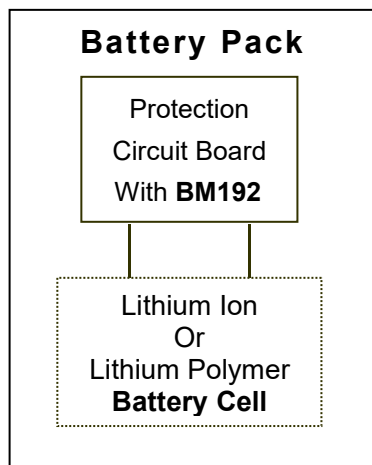 Battery Pack
Protection
Circuit Board
With BM192
Lithium Ion
Or
Lithium Polymer
Battery Cell